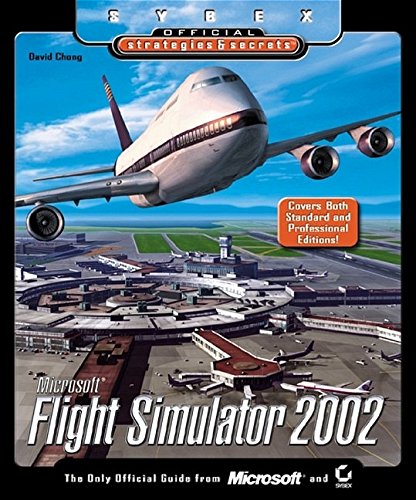 SYBEX
OFFICIAL
strategies & secrets
David Chong
Covers Both
Standard and
Professional
Editions!
Microsoft®
Flight Simulator 2002
The Only Official Guide from Microsoft® and
SYBEX